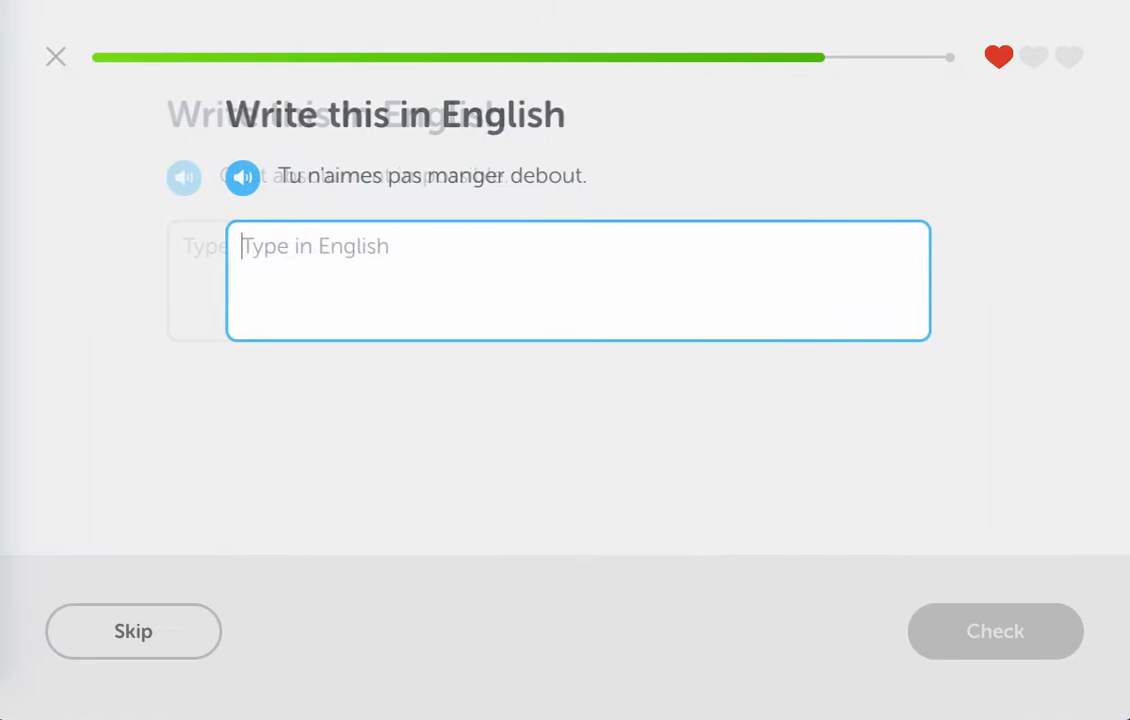 Write this in English
Tu n'aimes pas manger debout.
Type in English
Skip
Check